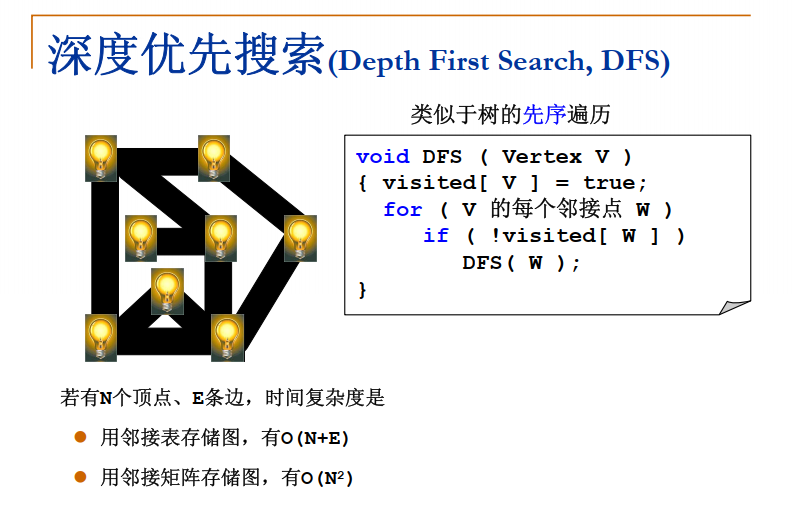 深度优先搜索(Depth First Search, DFS)
类似于树的先序遍历
void DFS ( Vertex V )
{ visited[ V ] = true;
for ( V 的每个邻接点 W )
if ( !visited[ W ] )
DFS( W );
}
若有N个顶点、E条边，时间复杂度是
用邻接表存储图，有O(N+E)
用邻接矩阵存储图，有O(N²)